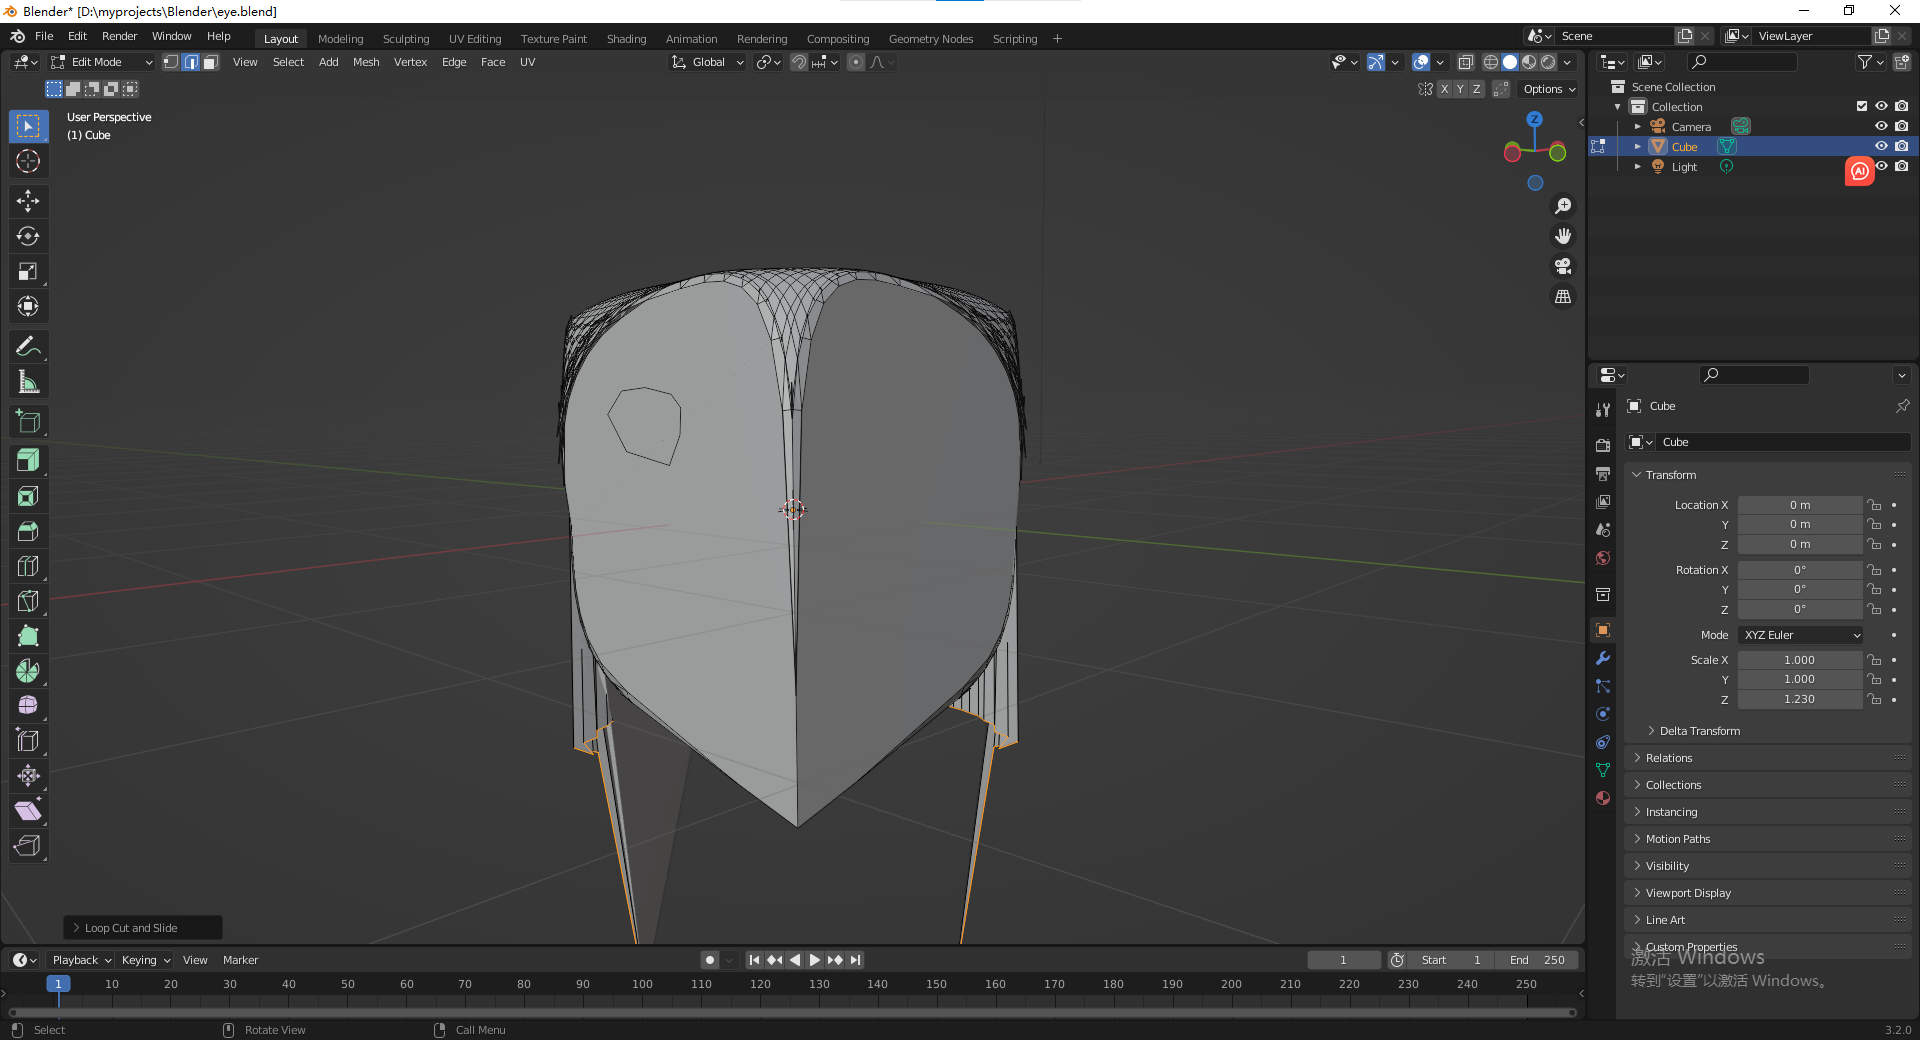 Blender* [D:\myprojects\Blender\eye.blend]
File Edit Render Window Help
Layout Modeling Sculpting UV Editing Texture Paint Shading Animation Rendering Compositing Geometry Nodes Scripting +
Scene
ViewLayer
Edit Mode
View Select Add Mesh Vertex Edge Face UV
Global
X Y Z
Options
User Perspective
(1) Cube
Z
Scene Collection
Collection
Camera
Cube
Light
AI
Cube
Cube
Transform
Location X 0 m
Y 0 m
Z 0 m
Rotation X 0°
Y 0°
Z 0°
Mode XYZ Euler
Scale X 1.000
Y 1.000
Z 1.230
Delta Transform
Relations
Collections
Instancing
Motion Paths
Visibility
Viewport Display
Line Art
Custom Properties
激活 Windows
转到“设置”以激活 Windows。
Loop Cut and Slide
Playback Keying View Marker
1
Start 1
End 250
1 10 20 30 40 50 60 70 80 90 100 110 120 130 140 150 160 170 180 190 200 210 220 230 240 250
Select
Rotate View
Call Menu
3.2.0